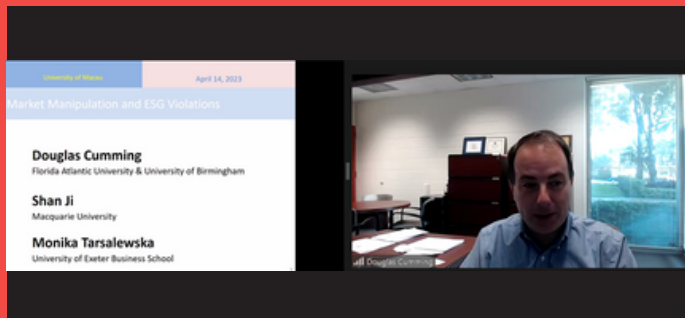 University of Macau
April 14, 2023
Market Manipulation and ESG Violations
Douglas Cumming
Florida Atlantic University & University of Birmingham
Shan Ji
Macquarie University
Monika Tarsalewska
University of Exeter Business School
Douglas Cumming